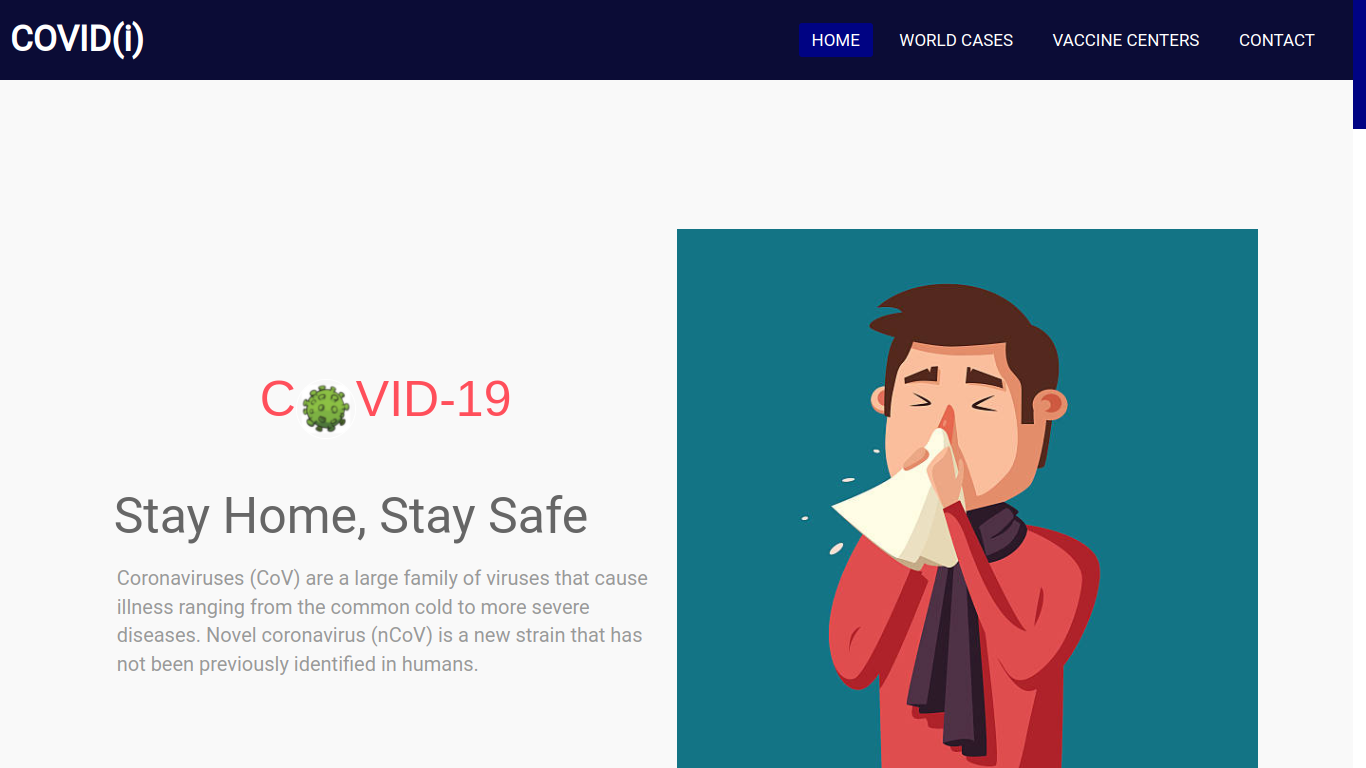 COVID(i)
HOME WORLD CASES VACCINE CENTERS CONTACT
C VID-19
Stay Home, Stay Safe
Coronaviruses (CoV) are a large family of viruses that cause
illness ranging from the common cold to more severe
diseases. Novel coronavirus (nCoV) is a new strain that has
not been previously identified in humans.